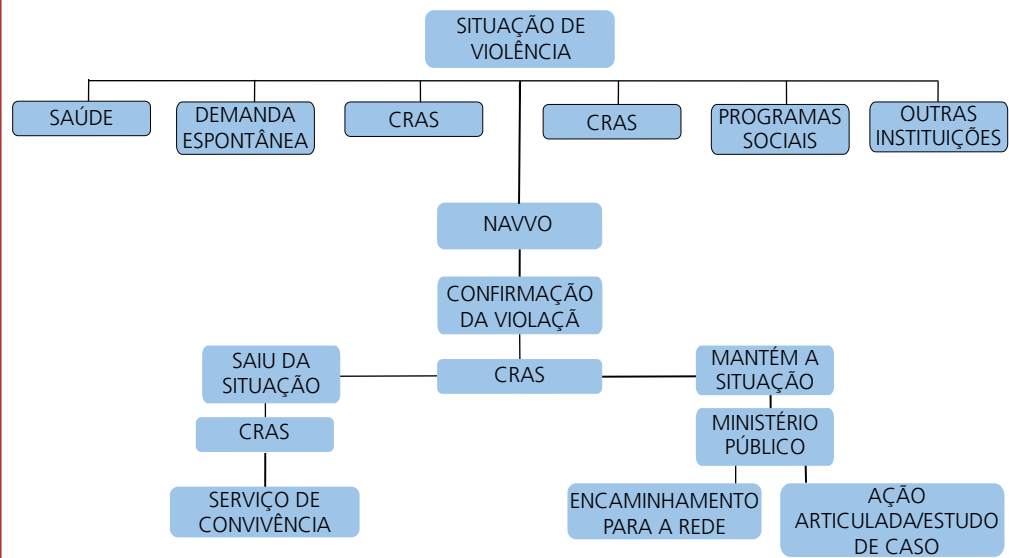 SITUAÇÃO DE
VIOLÊNCIA
SAÚDE
DEMANDA
ESPONTÂNEA
CRAS
CRAS
PROGRAMAS
SOCIAIS
OUTRAS
INSTITUIÇÕES
NAVVO
CONFIRMAÇÃO
DA VIOLAÇÃ
SAIU DA
SITUAÇÃO
CRAS
MANTÉM A
SITUAÇÃO
CRAS
MINISTÉRIO
PÚBLICO
SERVIÇO DE
CONVIVÊNCIA
ENCAMINHAMENTO
PARA A REDE
AÇÃO
ARTICULADA/ESTUDO
DE CASO